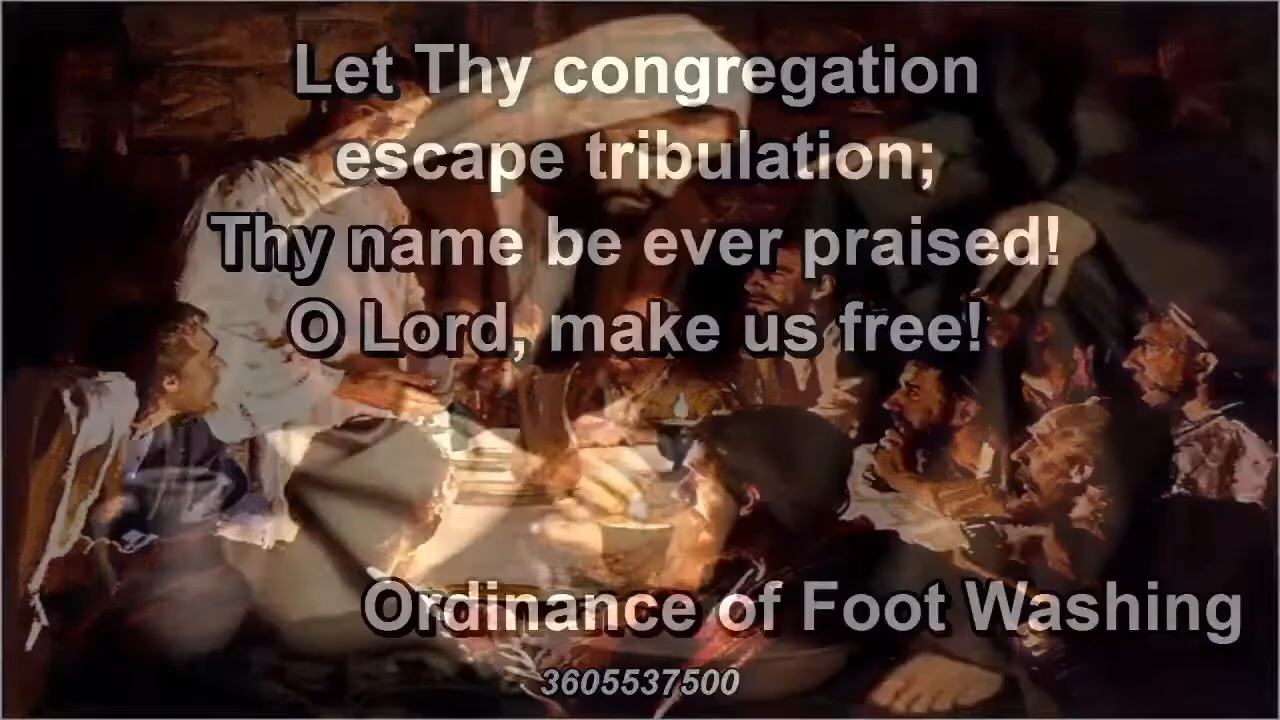 Let Thy congregation
escape tribulation;
Thy name be ever praised!
O Lord, make us free!
Ordinance of Foot Washing
3605537500